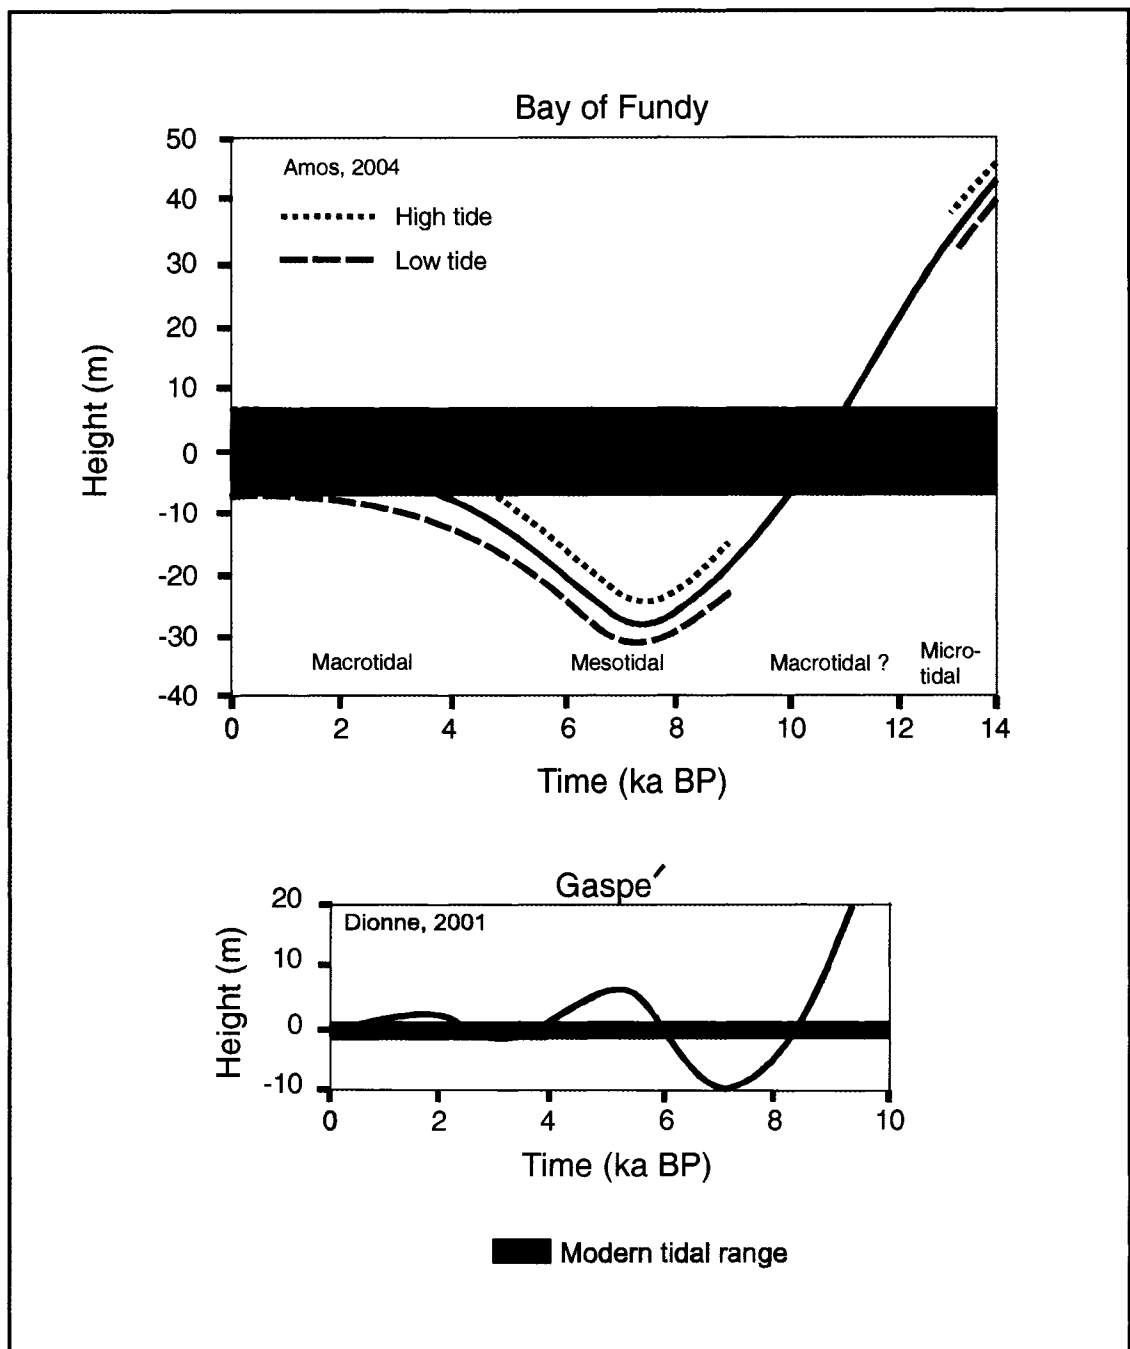 Bay of Fundy
50
40
30
20
10
0
-10
-20
-30
-40
Height (m)
Amos, 2004
High tide
Low tide
Macrotidal
Mesotidal
Macrotidal ?
Micro-
tidal
0 2 4 6 8 10 12 14
Time (ka BP)
Gaspe´
20
10
0
-10
Height (m)
Dionne, 2001
0 2 4 6 8 10
Time (ka BP)
Modern tidal range